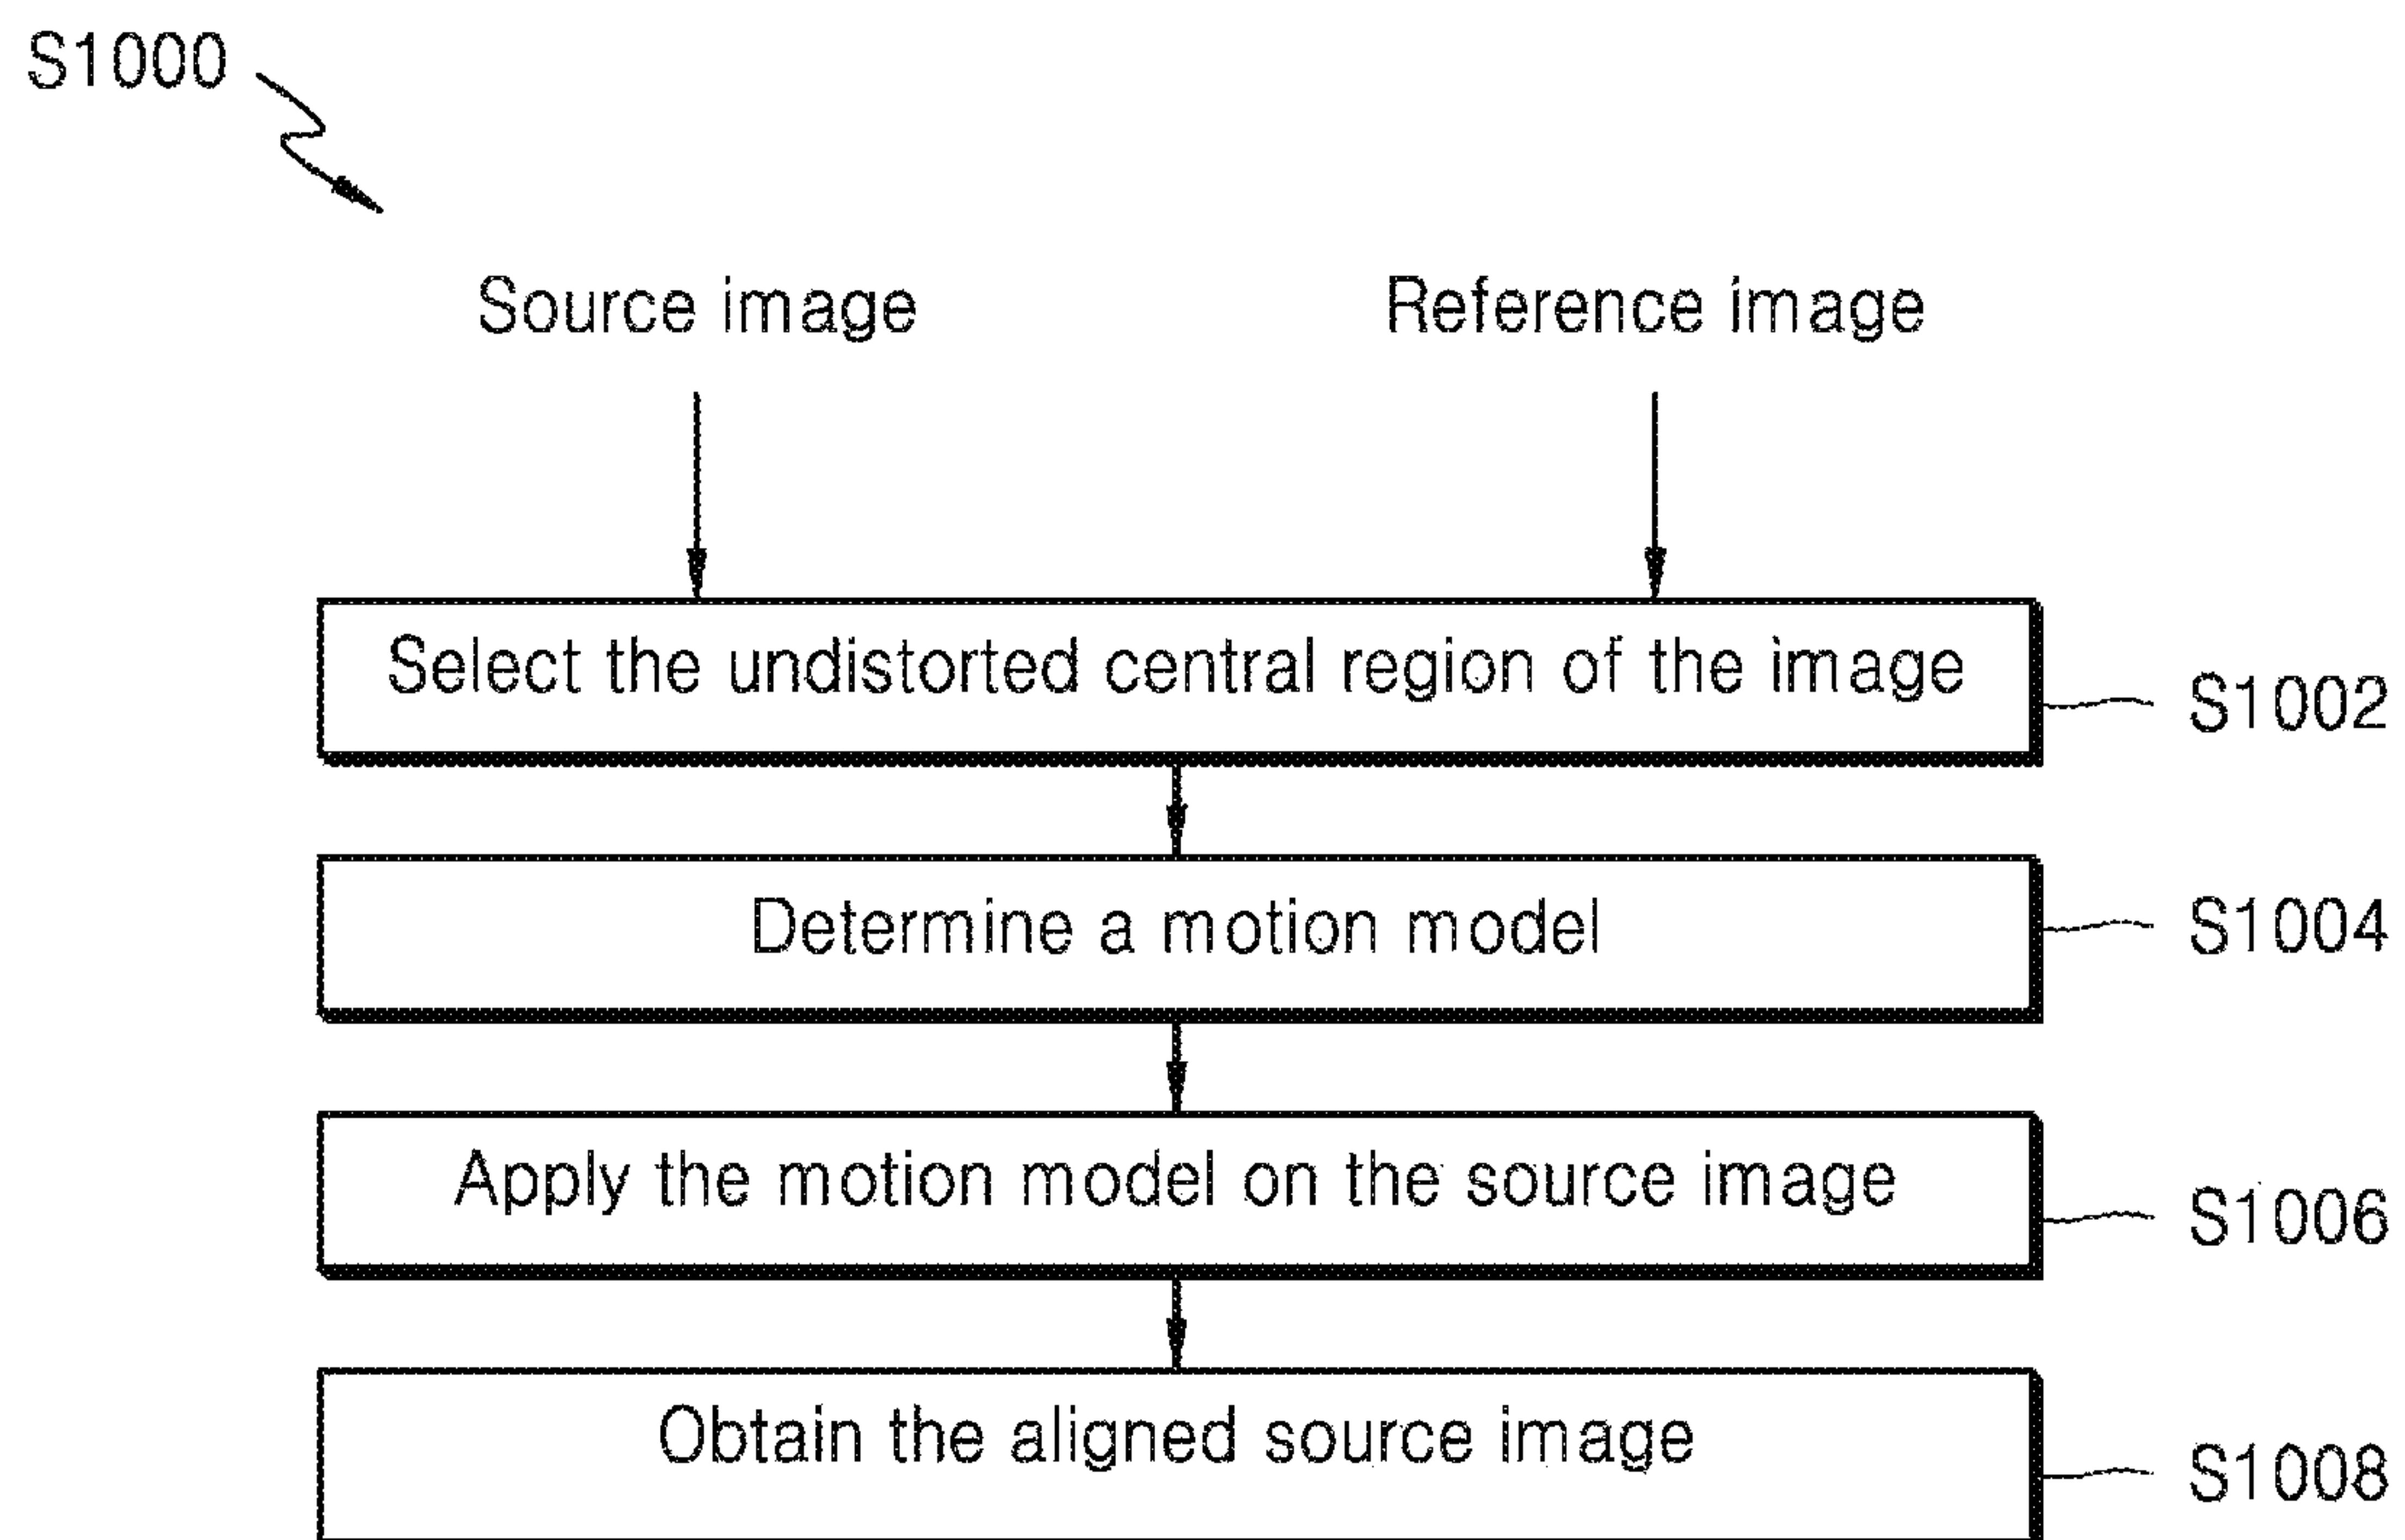 S1000
Source image
Reference image
Select the undistorted central region of the image
S1002
Determine a motion model
S1004
Apply the motion model on the source image
S1006
Obtain the aligned source image
S1008